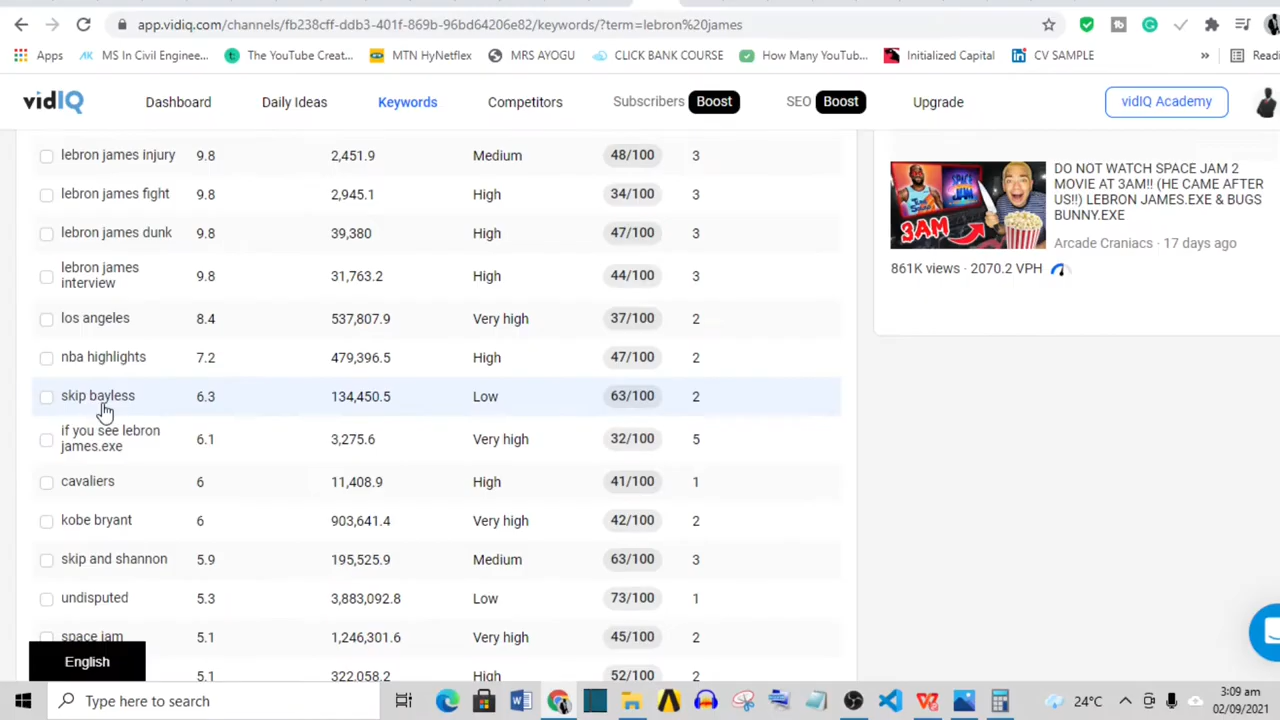 app.vidiq.com/channels/fb238cff-ddb3-401f-869b-9fbd64206e82/keywords/?term=lebron%20james
Apps
MS In Civil Enginee...
The YouTube Creat...
MTN HyNetflex
MRS AYOGU
CLICK BANK COURSE
How Many YouTub...
Initialized Capital
CV SAMPLE
»
Readi
vidIQ
Dashboard
Daily Ideas
Keywords
Competitors
Subscribers Boost
SEO Boost
Upgrade
vidIQ Academy
lebron james injury 9.8 2,451.9 Medium 48/100 3
lebron james fight 9.8 2,945.1 High 34/100 3
lebron james dunk 9.8 39,380 High 47/100 3
lebron james
interview 9.8 31,763.2 High 44/100 3
los angeles 8.4 537,807.9 Very high 37/100 2
nba highlights 7.2 479,396.5 High 47/100 2
skip bayless 6.3 134,450.5 Low 63/100 2
if you see lebron
james.exe 6.1 3,275.6 Very high 32/100 5
cavaliers 6 11,408.9 High 41/100 1
kobe bryant 6 903,641.4 Very high 42/100 2
skip and shannon 5.9 195,525.9 Medium 63/100 3
undisputed 5.3 3,883,092.8 Low 73/100 1
space jam 5.1 1,246,301.6 Very high 45/100 2
5.1 322,058.2 High 52/100 2
English
SPACE JAM
3AM
DO NOT WATCH SPACE JAM 2
MOVIE AT 3AM!! (HE CAME AFTER
US!!) LEBRON JAMES.EXE & BUGS
BUNNY.EXE
Arcade Craniacs · 17 days ago
861K views · 2070.2 VPH
Type here to search
24°C
3:09 am
02/09/2021